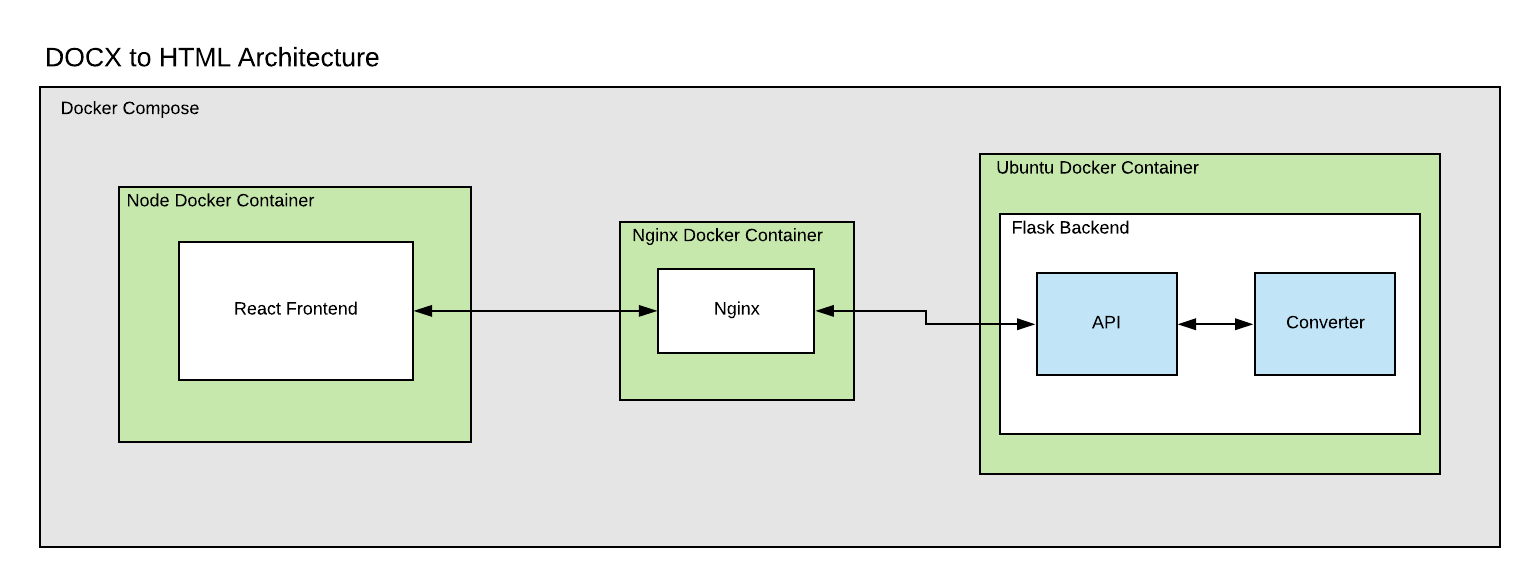 DOCX to HTML Architecture
Docker Compose
Node Docker Container
React Frontend
Nginx Docker Container
Nginx
Ubuntu Docker Container
Flask Backend
API
Converter